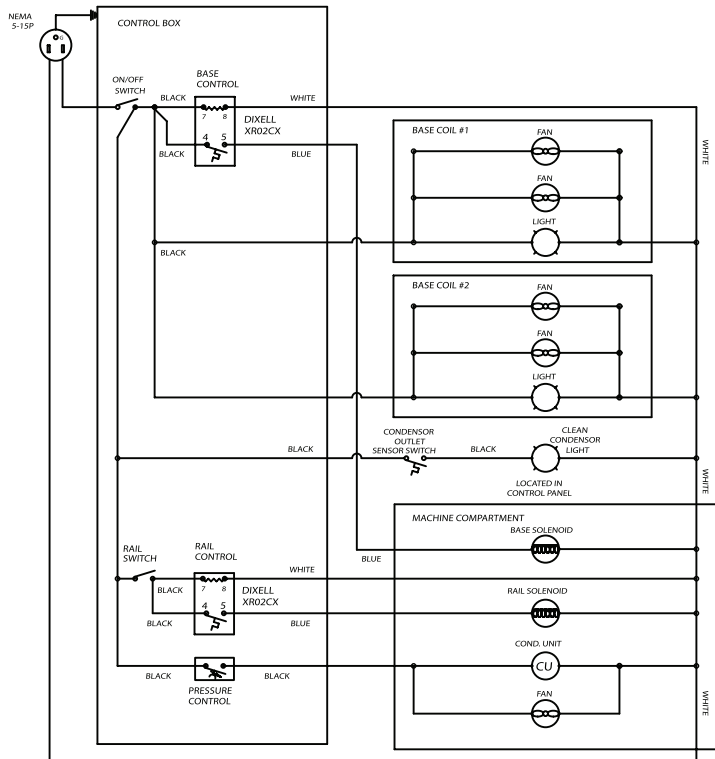 NEMA
5-15P
G
CONTROL BOX
ON/OFF
SWITCH
BLACK
BASE
CONTROL
WHITE
7 8
DIXELL
XR02CX
4 5
BLACK
BLUE
BASE COIL #1
FAN
WHITE
FAN
LIGHT
BLACK
BASE COIL #2
FAN
FAN
LIGHT
BLACK
CONDENSOR
OUTLET
SENSOR SWITCH
BLACK
CLEAN
CONDENSOR
LIGHT
LOCATED IN
CONTROL PANEL
WHITE
MACHINE COMPARTMENT
BASE SOLENOID
BLUE
RAIL
SWITCH
RAIL
CONTROL
WHITE
7 8
BLACK
DIXELL
XR02CX
4 5
BLACK
BLUE
RAIL SOLENOID
COND. UNIT
CU
BLACK
BLACK
PRESSURE
CONTROL
FAN
WHITE